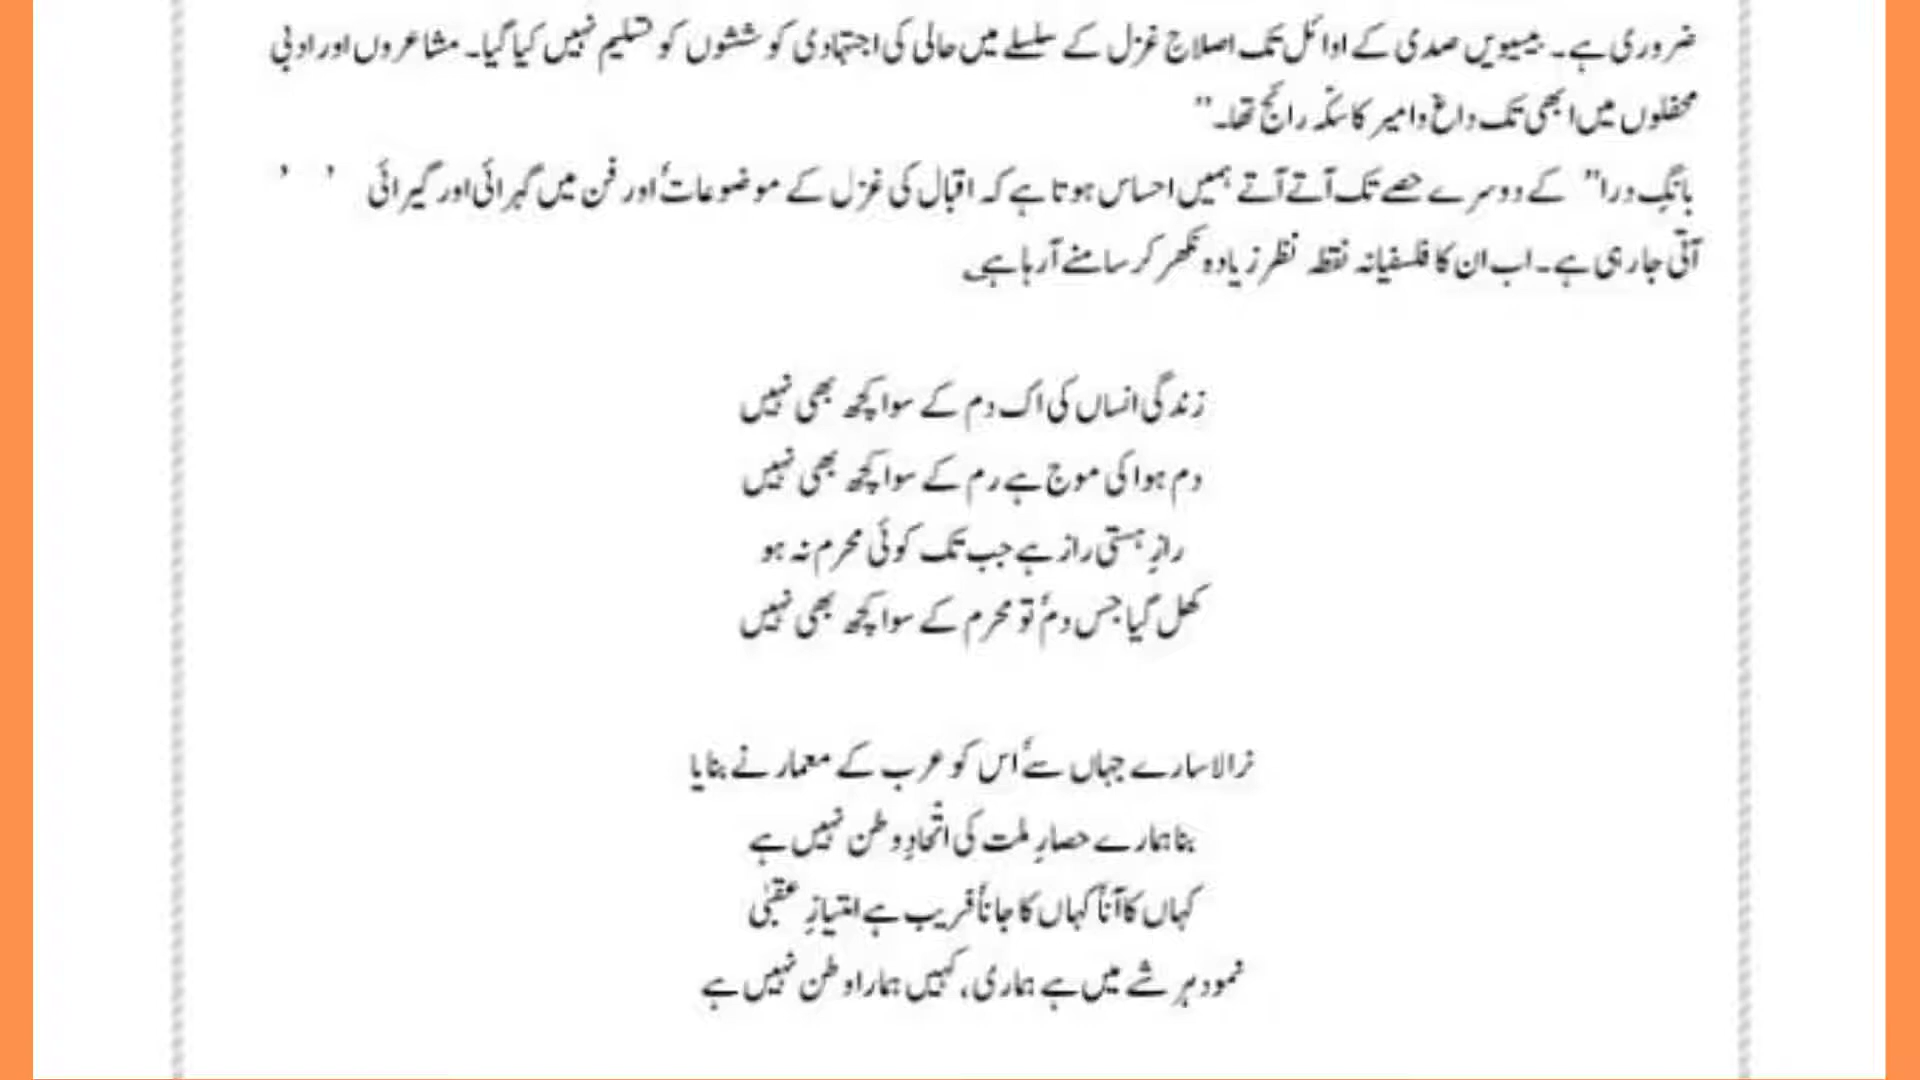 ضروری ہے۔ بیسیویں صدی کے اوائل تک اصلاح غزل کے سلسلے میں حالی کی اجتہادی کوششوں کو تسلیم نہیں کیا گیا۔ مشاعروں اور ادبی
محفلوں میں ابھی تک داغ و امیر کا سکّہ رائج تھا۔"
بانگِ درا" کے دوسرے حصے تک آتے آتے ہمیں احساس ہوتا ہے کہ اقبال کی غزل کے موضوعات'اور فن میں گہرائی اور گیرائی ' '
آتی جا رہی ہے۔ اب ان کا فلسفیانہ نقطہ نظر زیادہ نکھر کر سامنے آ رہا ہی
زندگی انساں کی اک دم کے سوا کچھ بھی نہیں
دم ہوا کی موج ہے رم کے سوا کچھ بھی نہیں
رازِ ہستی راز ہے جب تک کوئی محرم نہ ہو
کھل گیا جس دم'تو محرم کے سوا کچھ بھی نہیں
نرالا سارے جہاں سے'اس کو عرب کے معمار نے بنایا
بنا ہمارے حصارِ ملت کی اتّحادِ وطن نہیں ہے
کہاں کا آنا'کہاں کا جانا'فریب ہے امتیازِ عقبٰی
نمود ہر شے میں ہے ہماری، کہیں ہمارا وطن نہیں ہے